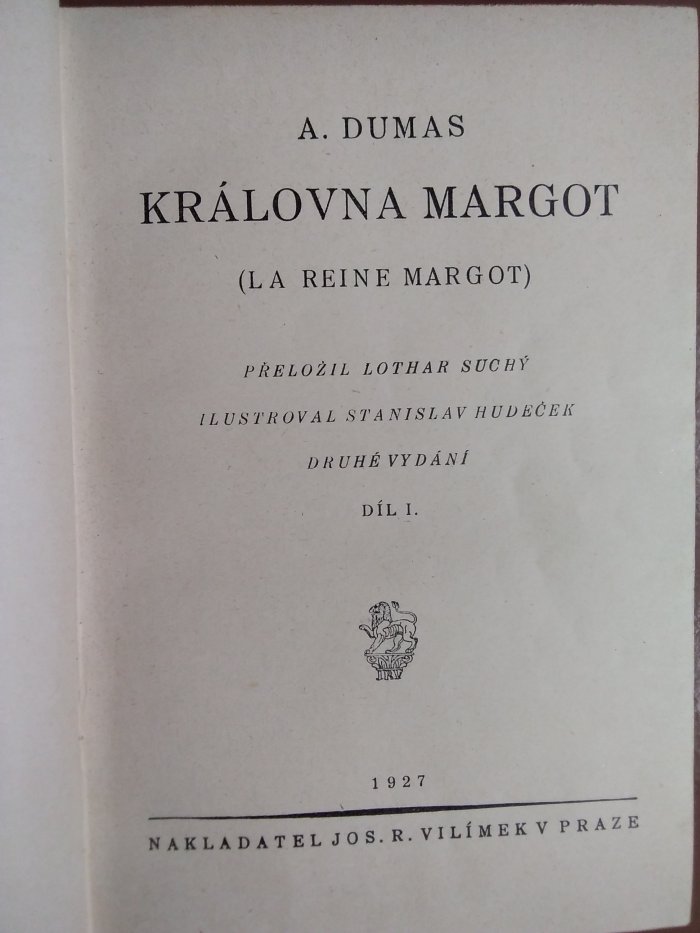 A. DUMAS
KRÁLOVNA MARGOT
(LA REINE MARGOT)
PŘELOŽIL LOTHAR SUCHÝ
ILUSTROVAL STANISLAV HUDEČEK
DRUHÉ VYDÁNÍ
DÍL I.
JRV
1927
NAKLADATEL JOS. R. VILÍMEK V PRAZE